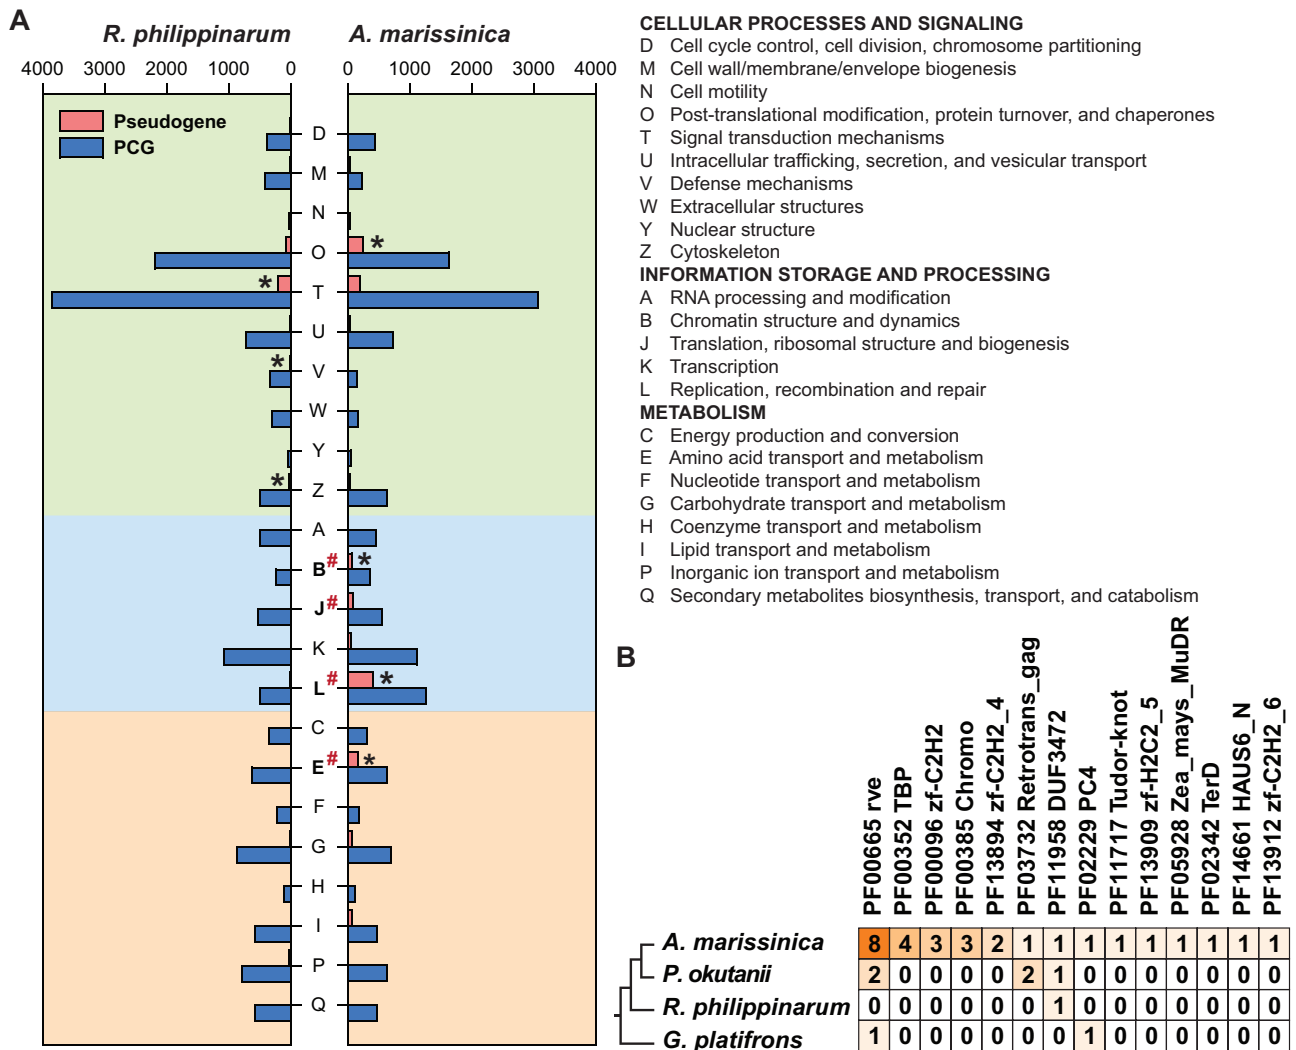 A
R. philippinarum
A. marissinica
4000 3000 2000 1000 0
0 1000 2000 3000 4000
Pseudogene
PCG
D
M
N
O *
* T
U
* V
W
Y
* Z
A
B# *
J#
K
L# *
C
E# *
F
G
H
I
P
Q
CELLULAR PROCESSES AND SIGNALING
D Cell cycle control, cell division, chromosome partitioning
M Cell wall/membrane/envelope biogenesis
N Cell motility
O Post-translational modification, protein turnover, and chaperones
T Signal transduction mechanisms
U Intracellular trafficking, secretion, and vesicular transport
V Defense mechanisms
W Extracellular structures
Y Nuclear structure
Z Cytoskeleton
INFORMATION STORAGE AND PROCESSING
A RNA processing and modification
B Chromatin structure and dynamics
J Translation, ribosomal structure and biogenesis
K Transcription
L Replication, recombination and repair
METABOLISM
C Energy production and conversion
E Amino acid transport and metabolism
F Nucleotide transport and metabolism
G Carbohydrate transport and metabolism
H Coenzyme transport and metabolism
I Lipid transport and metabolism
P Inorganic ion transport and metabolism
Q Secondary metabolites biosynthesis, transport, and catabolism
B
PF00665 rve
PF00352 TBP
PF00096 zf-C2H2
PF00385 Chromo
PF13894 zf-C2H2_4
PF03732 Retrotrans_gag
PF11958 DUF3472
PF02229 PC4
PF11717 Tudor-knot
PF13909 zf-H2C2_5
PF05928 Zea_mays_MuDR
PF02342 TerD
PF14661 HAUS6_N
PF13912 zf-C2H2_6
A. marissinica 8 4 3 3 2 1 1 1 1 1 1 1 1 1
P. okutanii 2 0 0 0 0 2 1 0 0 0 0 0 0 0
R. philippinarum 0 0 0 0 0 0 1 0 0 0 0 0 0 0
G. platifrons 1 0 0 0 0 0 0 1 0 0 0 0 0 0